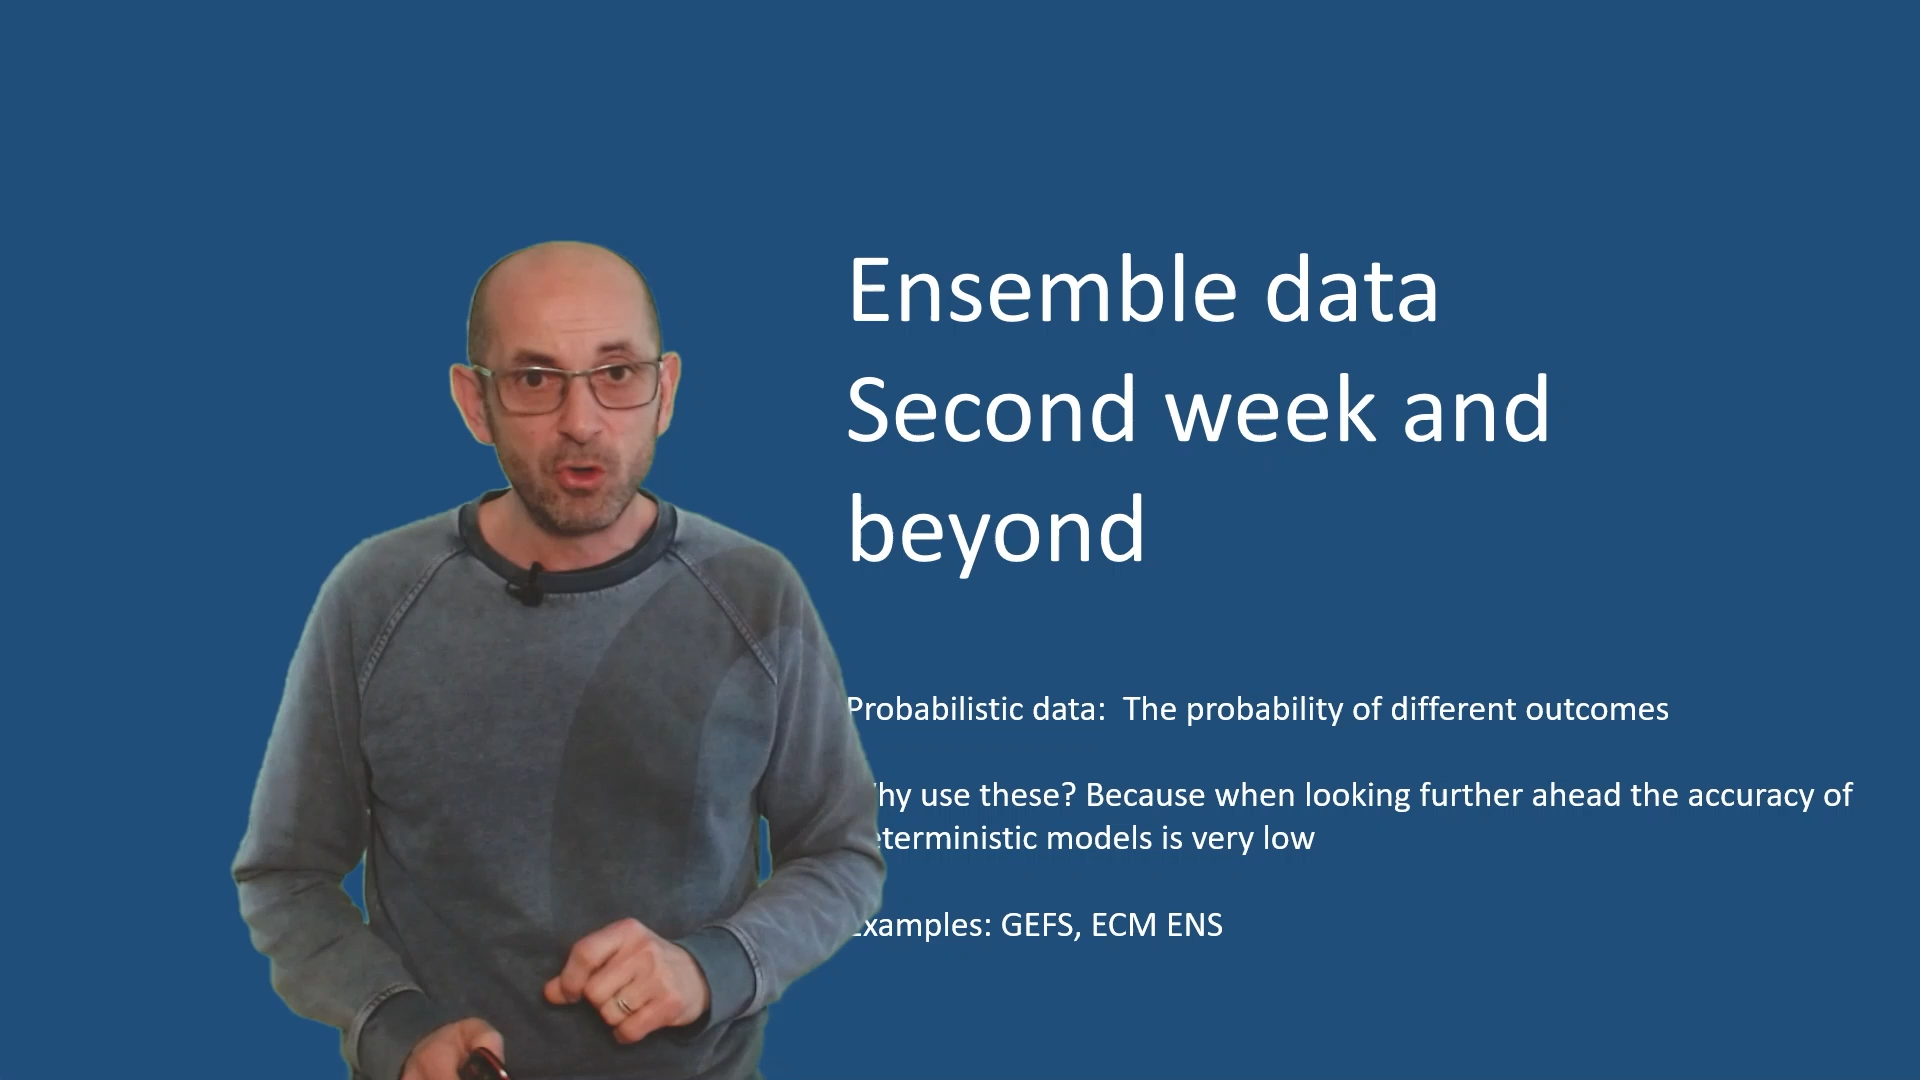 Ensemble data
Second week and
beyond
Probabilistic data:  The probability of different outcomes
hy use these? Because when looking further ahead the accuracy of
eterministic models is very low
xamples: GEFS, ECM ENS